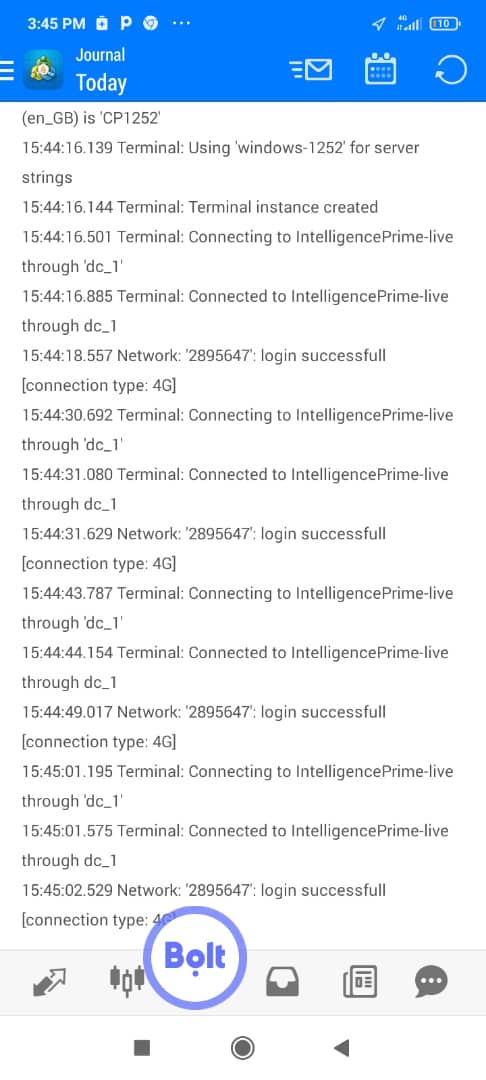 3:45 PM
4G
10
Journal
Today
(en_GB) is 'CP1252'
15:44:16.139 Terminal: Using 'windows-1252' for server
strings
15:44:16.144 Terminal: Terminal instance created
15:44:16.501 Terminal: Connecting to IntelligencePrime-live
through 'dc_1'
15:44:16.885 Terminal: Connected to IntelligencePrime-live
through dc_1
15:44:18.557 Network: '2895647': login successfull
[connection type: 4G]
15:44:30.692 Terminal: Connecting to IntelligencePrime-live
through 'dc_1'
15:44:31.080 Terminal: Connected to IntelligencePrime-live
through dc_1
15:44:31.629 Network: '2895647': login successfull
[connection type: 4G]
15:44:43.787 Terminal: Connecting to IntelligencePrime-live
through 'dc_1'
15:44:44.154 Terminal: Connected to IntelligencePrime-live
through dc_1
15:44:49.017 Network: '2895647': login successfull
[connection type: 4G]
15:45:01.195 Terminal: Connecting to IntelligencePrime-live
through 'dc_1'
15:45:01.575 Terminal: Connected to IntelligencePrime-live
through dc_1
15:45:02.529 Network: '2895647': login successfull
[connection type: 4G]
Bọlt